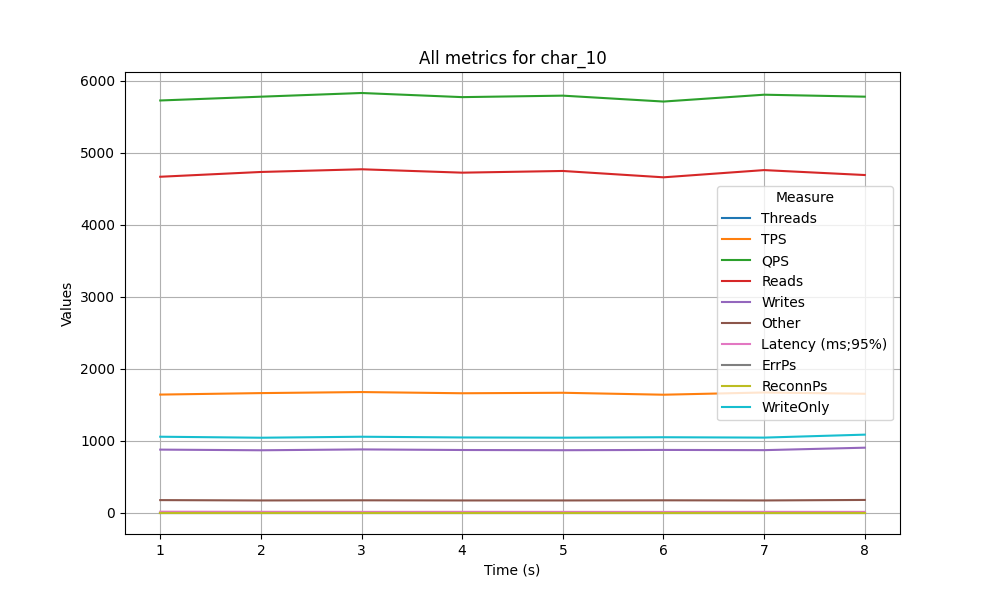 All metrics for char_10
6000
5000
4000
3000
2000
1000
0
Values
Measure
Threads
TPS
QPS
Reads
Writes
Other
Latency (ms;95%)
ErrPs
ReconnPs
WriteOnly
1 2 3 4 5 6 7 8
Time (s)